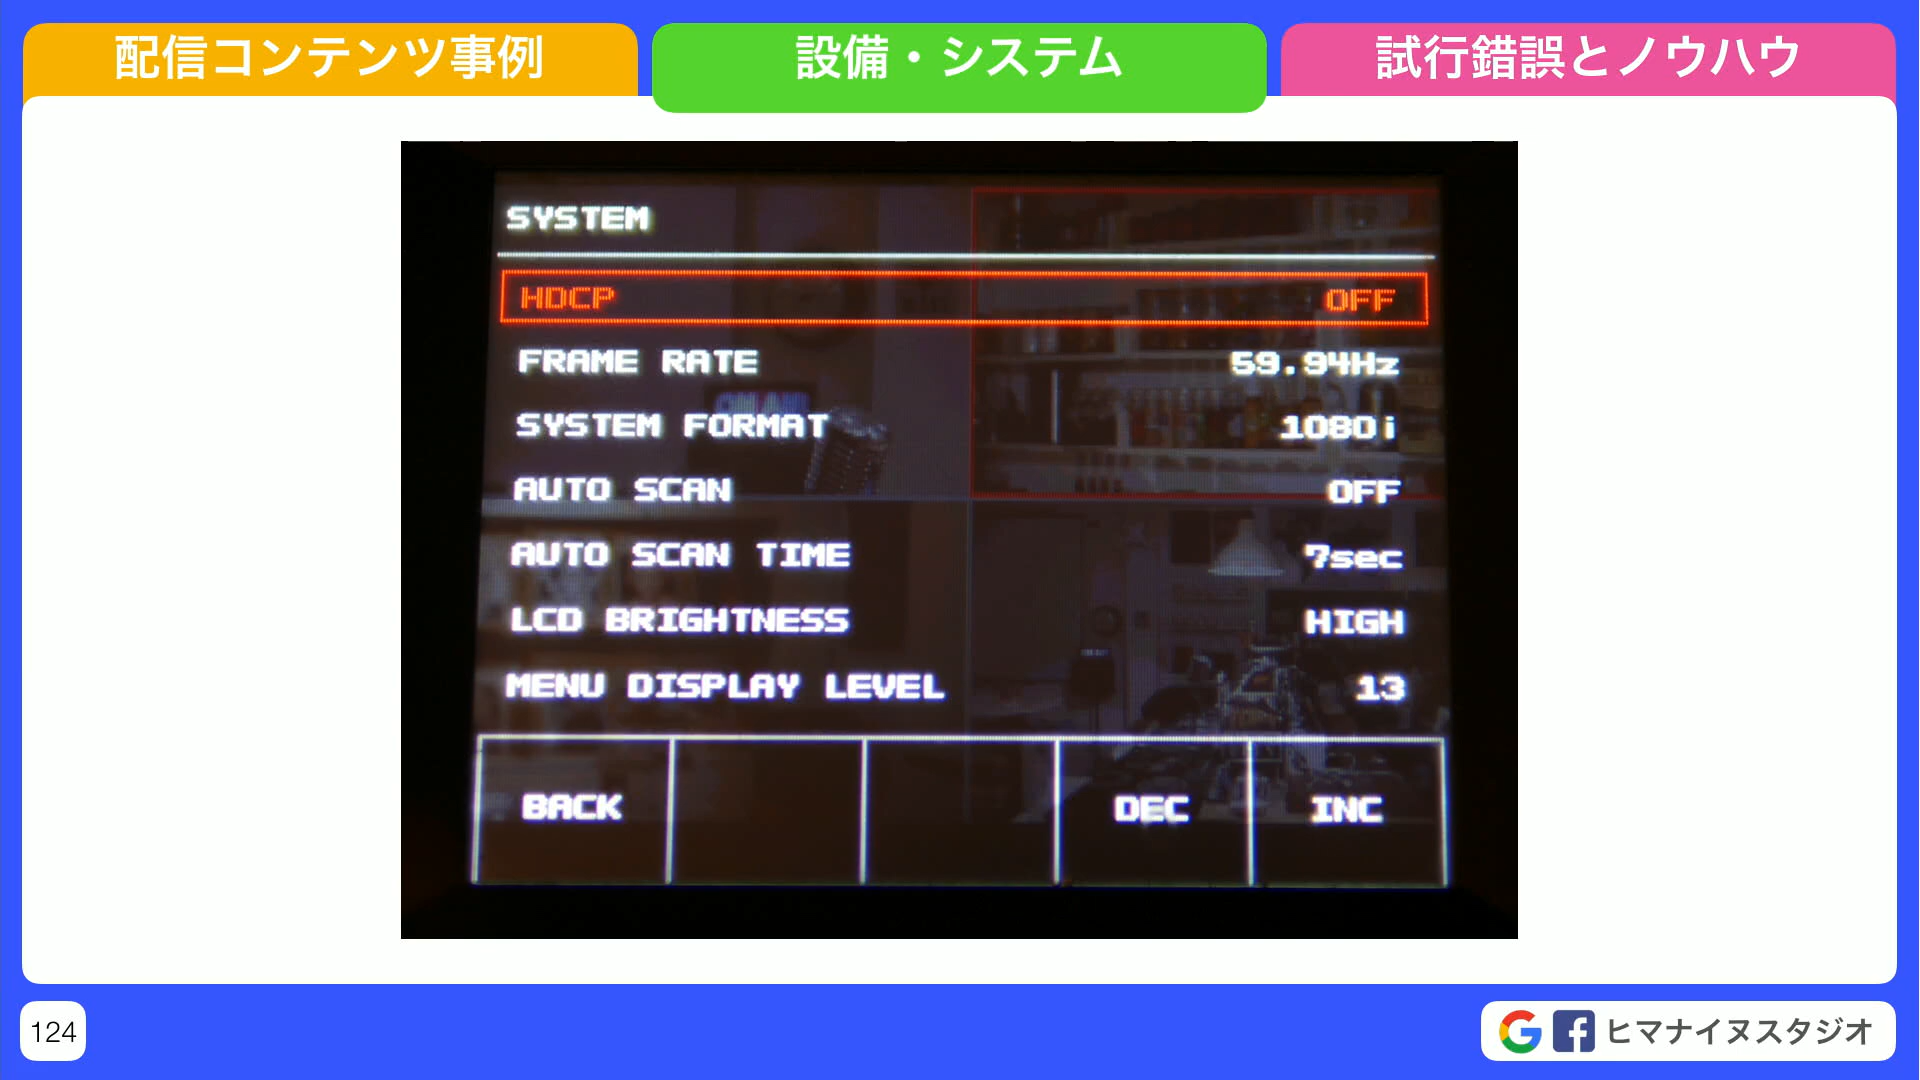 配信コンテンツ事例
設備・システム
試行錯誤とノウハウ
SYSTEM
HDCP OFF
FRAME RATE 59.94Hz
SYSTEM FORMAT 1080i
AUTO SCAN OFF
AUTO SCAN TIME 7sec
LCD BRIGHTNESS HIGH
MENU DISPLAY LEVEL 13
BACK DEC INC
124
ヒマナイヌスタジオ